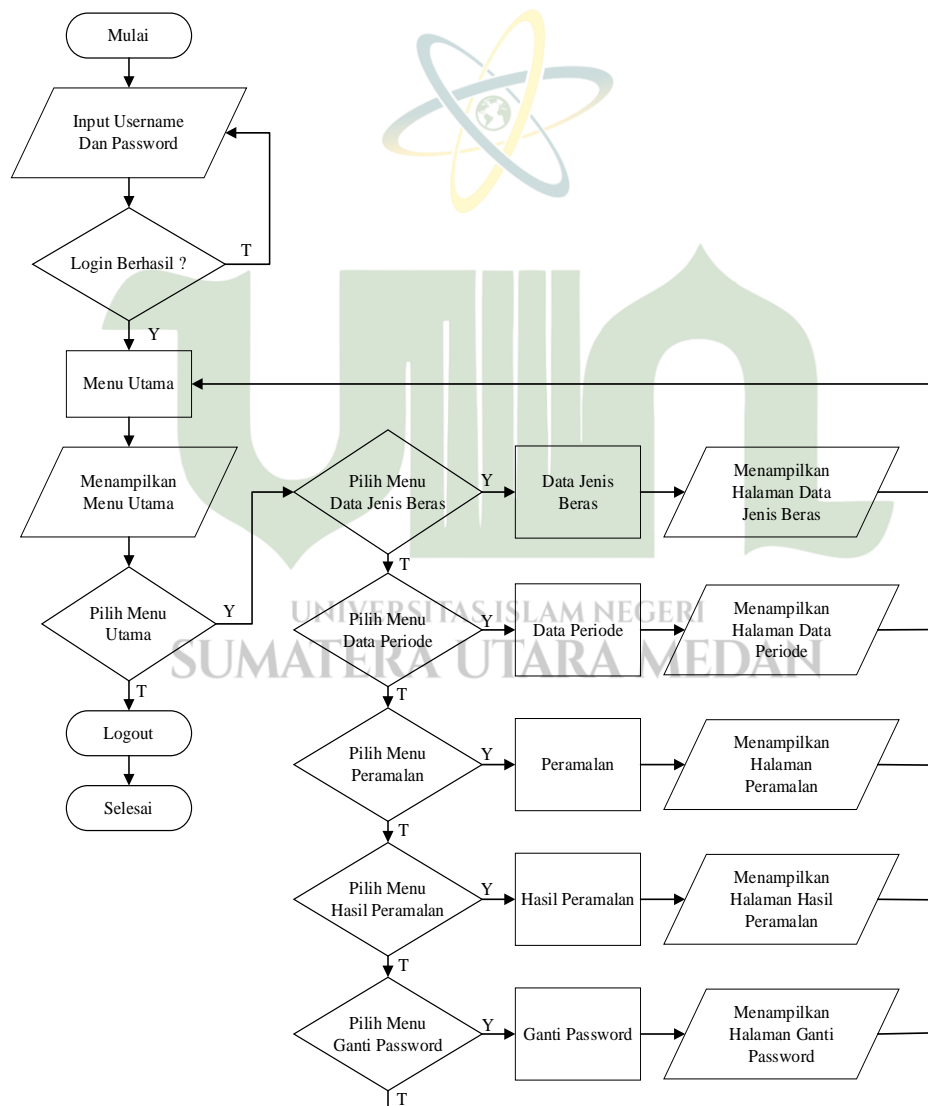 Mulai
Input Username
Dan Password
Login Berhasil ?
T
Y
Menu Utama
Menampilkan
Menu Utama
Pilih Menu
Utama
Y
T
Logout
Selesai
Pilih Menu
Data Jenis Beras
Y
Data Jenis
Beras
Menampilkan
Halaman Data
Jenis Beras
T
Pilih Menu
Data Periode
Y
Data Periode
Menampilkan
Halaman Data
Periode
T
Pilih Menu
Peramalan
Y
Peramalan
Menampilkan
Halaman
Peramalan
T
Pilih Menu
Hasil Peramalan
Y
Hasil Peramalan
Menampilkan
Halaman Hasil
Peramalan
T
Pilih Menu
Ganti Password
Y
Ganti Password
Menampilkan
Halaman Ganti
Password
T
UNIVERSITAS ISLAM NEGERI
SUMATERA UTARA MEDAN